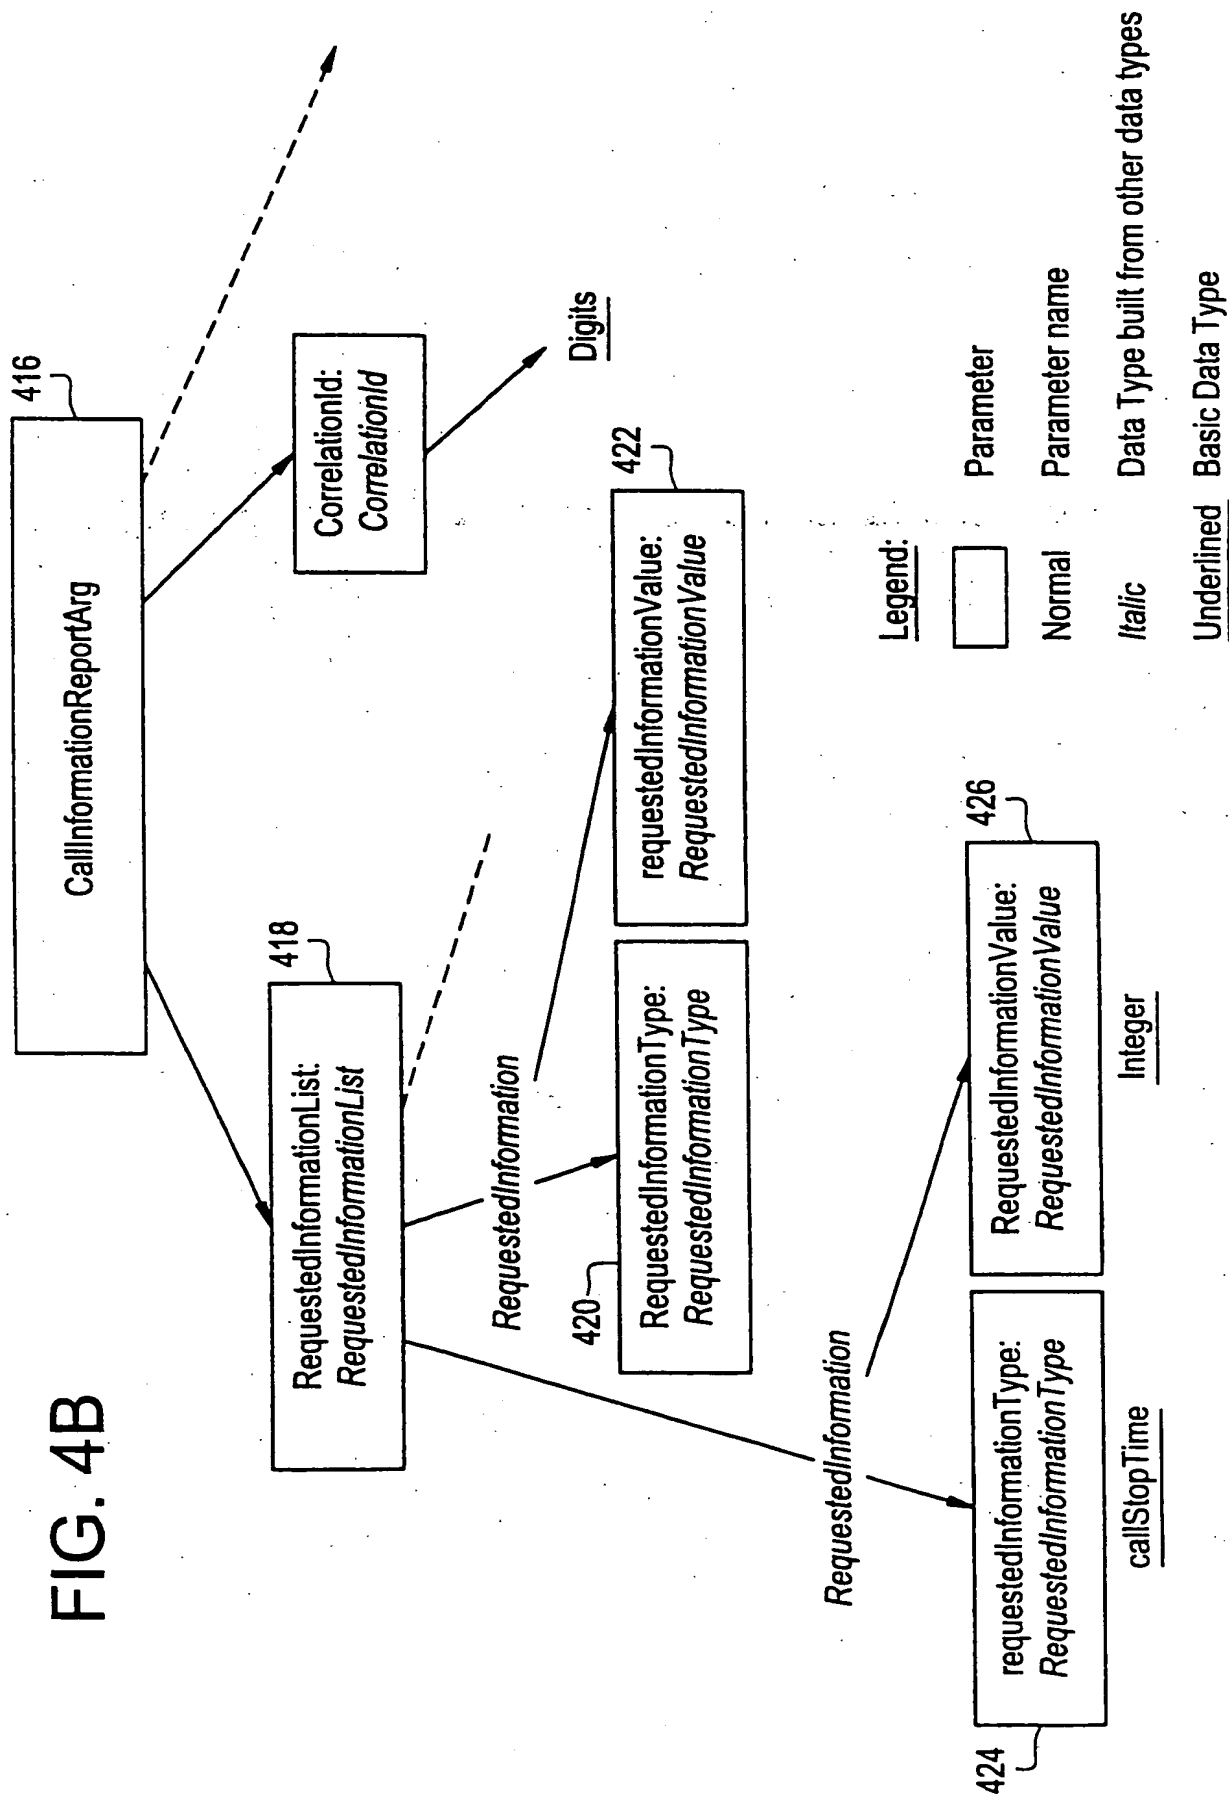 FIG. 4B
416
CallInformationReportArg
418
RequestedInformationList:
RequestedInformationList
CorrelationId:
CorrelationId
Digits
RequestedInformation
420
RequestedInformationType:
RequestedInformationType
422
requestedInformationValue:
RequestedInformationValue
RequestedInformation
424
requestedInformationType:
RequestedInformationType
callStopTime
426
RequestedInformationValue:
RequestedInformationValue
Integer
Legend:
Parameter
Normal Parameter name
Italic Data Type built from other data types
Underlined Basic Data Type